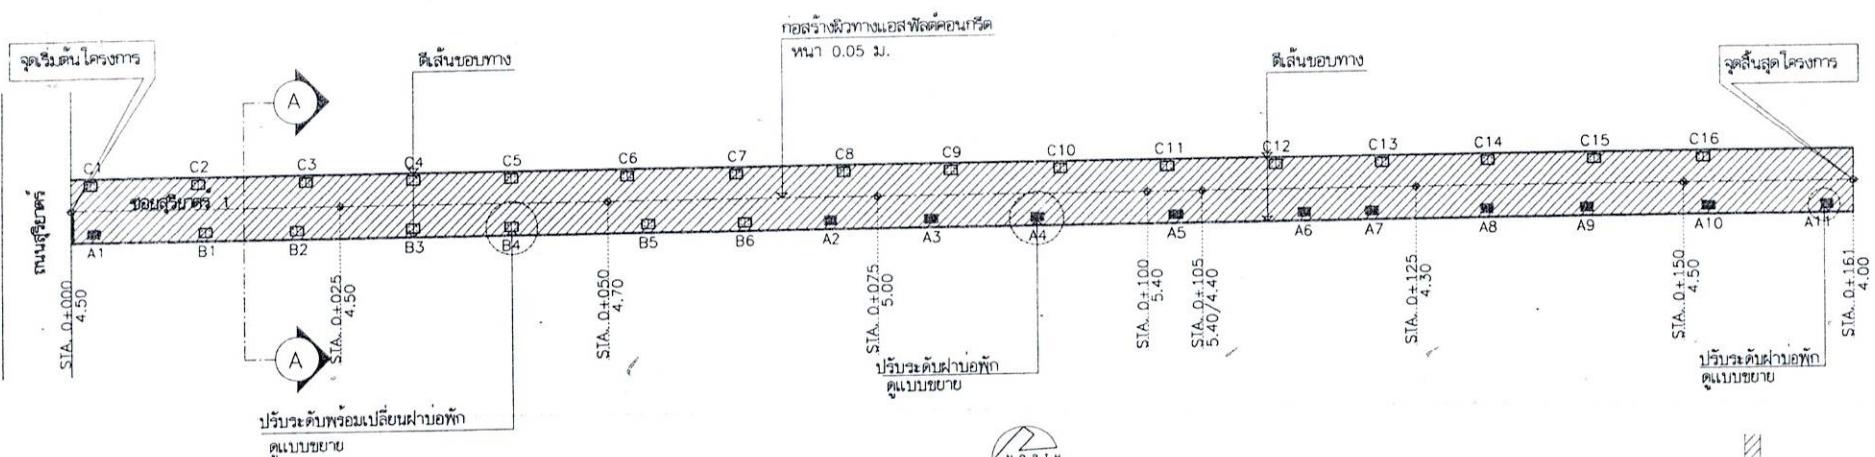 ก่อสร้างผิวทางแอสฟัลต์คอนกรีต
หนา 0.05 ม.
จุดเริ่มต้นโครงการ
ตีเส้นขอบทาง
ตีเส้นขอบทาง
จุดสิ้นสุดโครงการ
A
C1 C2 C3 C4 C5 C6 C7 C8 C9 C10 C11 C12 C13 C14 C15 C16
ถนนสุริยาตร์
ซอยสุริยาตร์ 1
A1 B1 B2 B3 B4 B5 B6 A2 A3 A4 A5 A6 A7 A8 A9 A10 A11
STA. 0+000
4.50
STA. 0+025
4.50
STA. 0+050
4.70
STA. 0+075
5.00
STA. 0+100
5.40
STA. 0+105
5.40/4.40
STA. 0+125
4.30
STA. 0+150
4.50
STA. 0+161
4.00
A
ปรับระดับฝาบ่อพัก
ดูแบบขยาย
ปรับระดับฝาบ่อพัก
ดูแบบขยาย
ปรับระดับพร้อมเปลี่ยนฝาบ่อพัก
ดูแบบขยาย